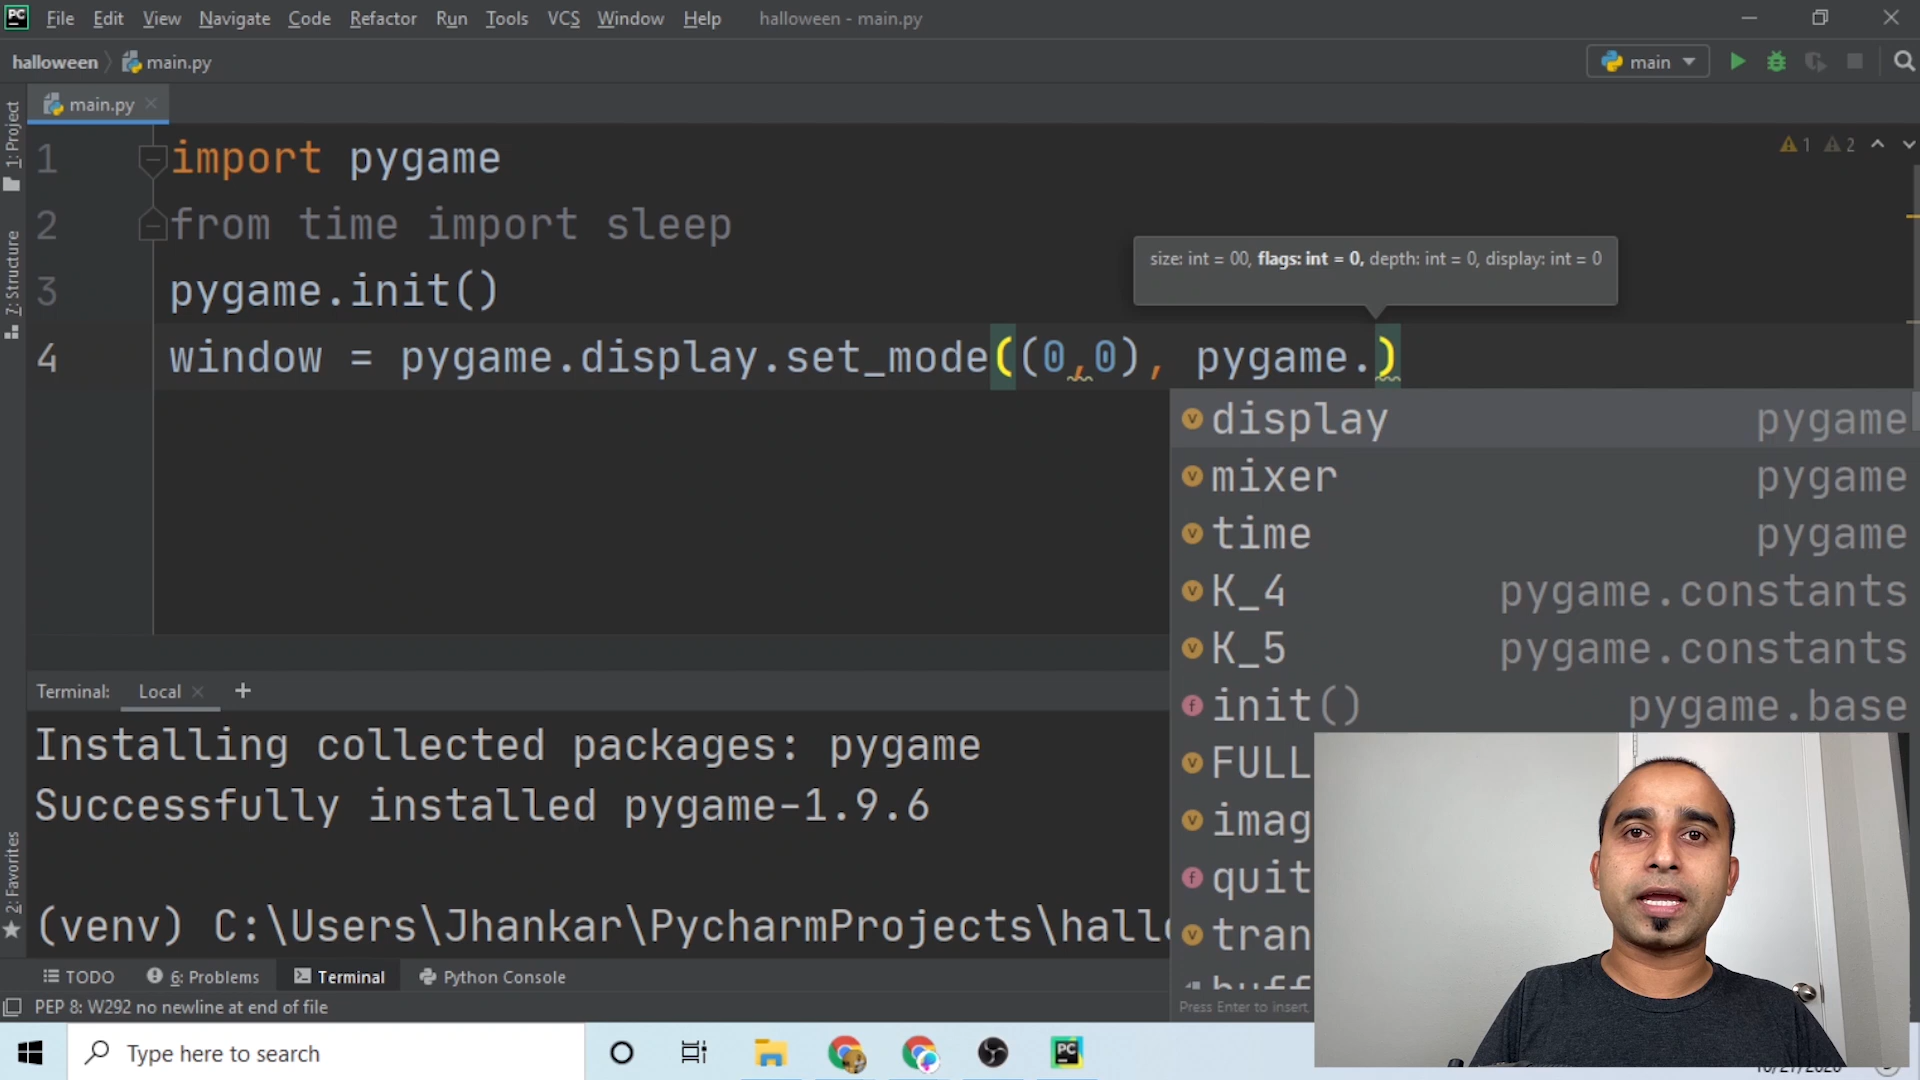 PC File Edit View Navigate Code Refactor Run Tools VCS Window Help halloween - main.py
halloween main.py main
main.py
1: Project
7: Structure
2: Favorites
1 import pygame
2 from time import sleep
3 pygame.init()
4 window = pygame.display.set_mode((0,0), pygame.)
1 2
size: int = 00, flags: int = 0, depth: int = 0, display: int = 0
display pygame
mixer pygame
time pygame
K_4 pygame.constants
K_5 pygame.constants
init() pygame.base
FULL
imag
quit
tran
Press Enter to insert
Terminal: Local +
Installing collected packages: pygame
Successfully installed pygame-1.9.6
(venv) C:\Users\Jhankar\PycharmProjects\hall
TODO 6: Problems Terminal Python Console
PEP 8: W292 no newline at end of file
Type here to search
PC